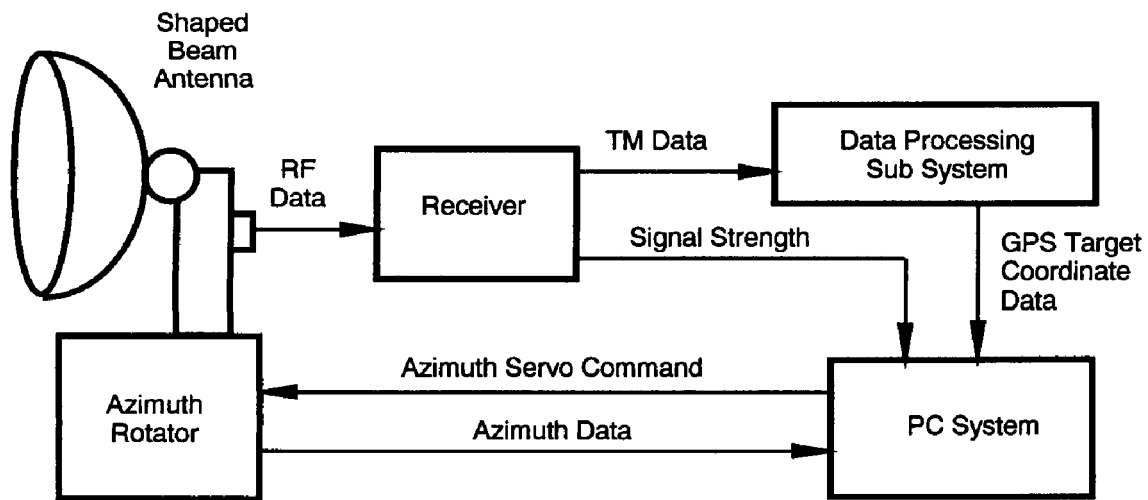 Shaped
Beam
Antenna
RF
Data
Receiver
TM Data
Data Processing
Sub System
Signal Strength
GPS Target
Coordinate
Data
Azimuth Servo Command
Azimuth
Rotator
Azimuth Data
PC System